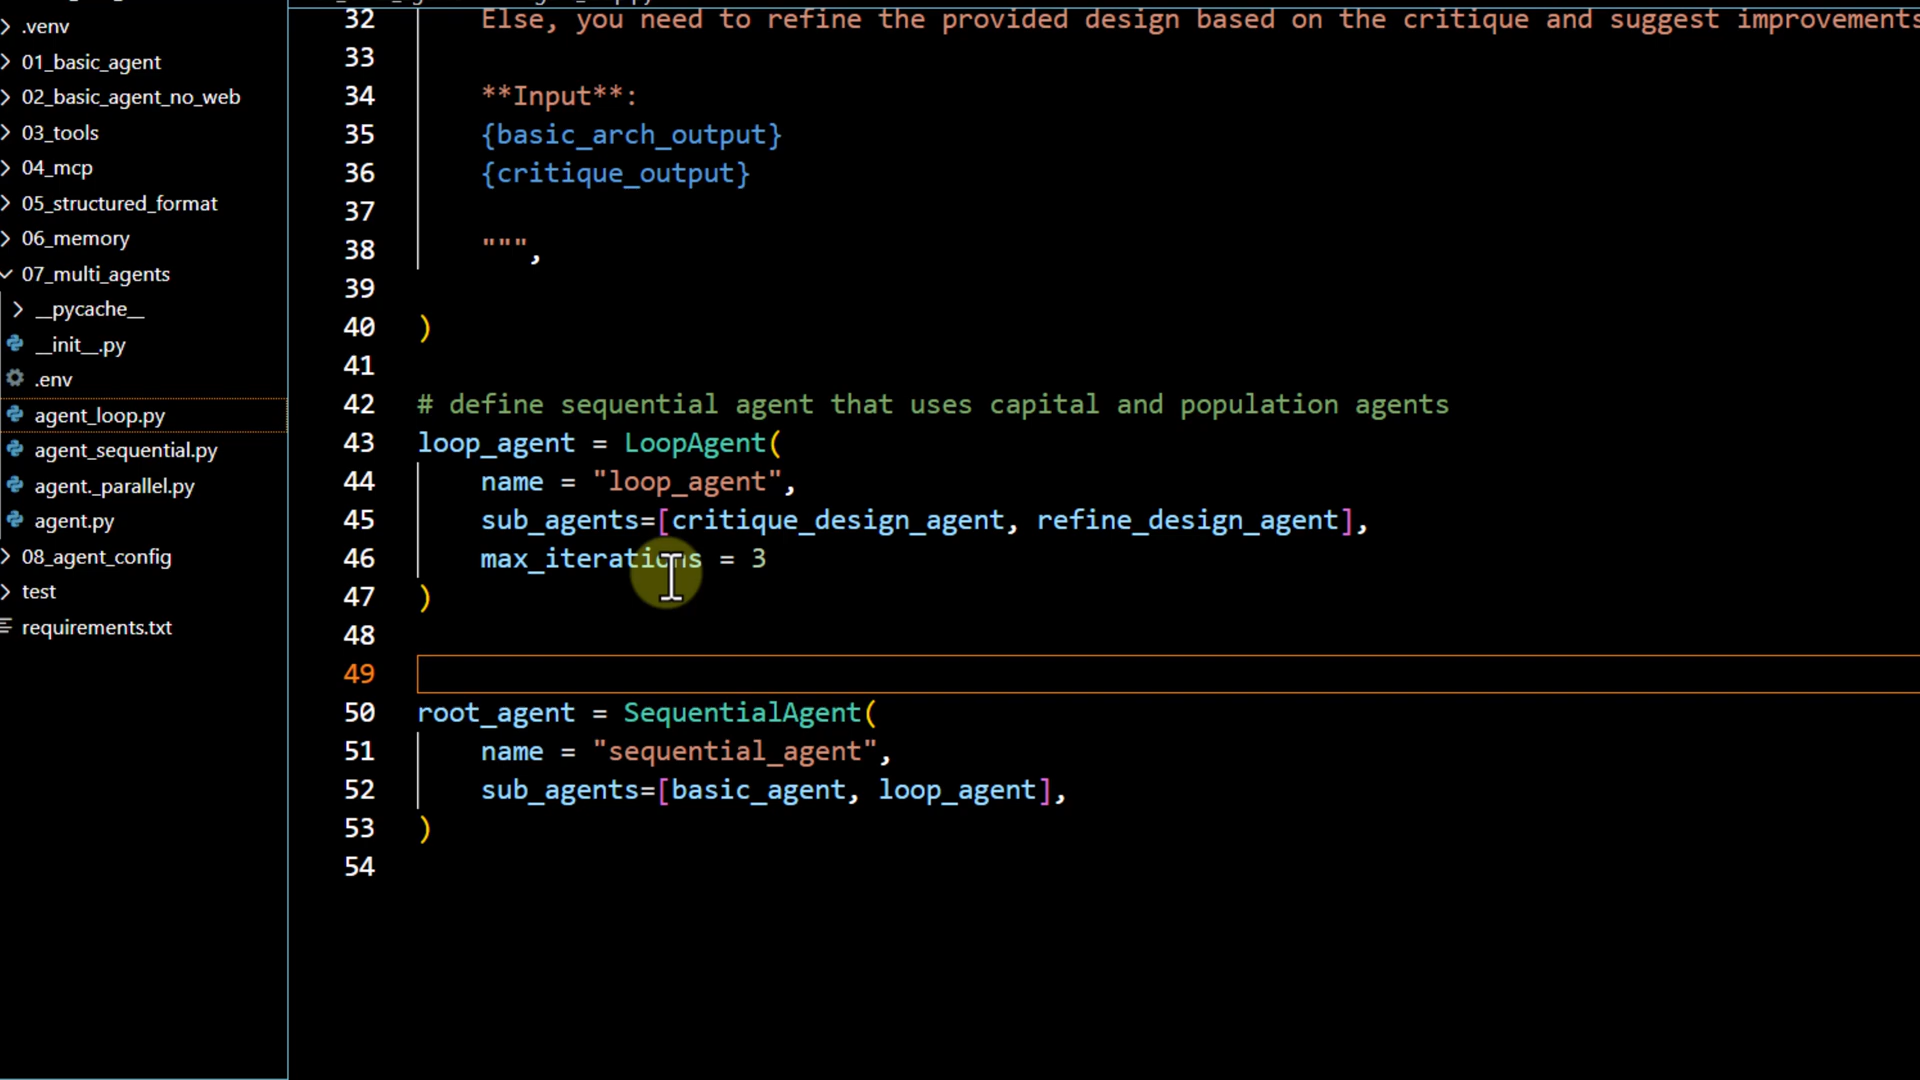 .venv
01_basic_agent
02_basic_agent_no_web
03_tools
04_mcp
05_structured_format
06_memory
07_multi_agents
__pycache__
__init__.py
.env
agent_loop.py
agent_sequential.py
agent._parallel.py
agent.py
08_agent_config
test
requirements.txt
32 Else, you need to refine the provided design based on the critique and suggest improvements
33
34 **Input**:
35 {basic_arch_output}
36 {critique_output}
37
38 """,
39
40 )
41
42 # define sequential agent that uses capital and population agents
43 loop_agent = LoopAgent(
44 name = "loop_agent",
45 sub_agents=[critique_design_agent, refine_design_agent],
46 max_iterations = 3
47 )
48
49
50 root_agent = SequentialAgent(
51 name = "sequential_agent",
52 sub_agents=[basic_agent, loop_agent],
53 )
54